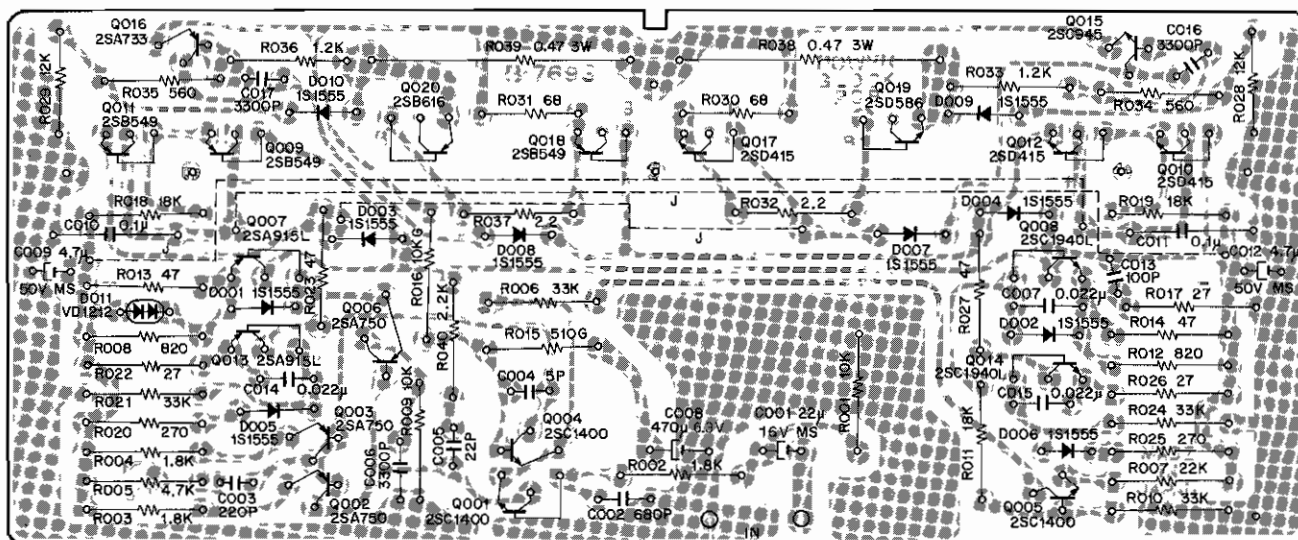 Q016
2SA733
R036 1.2K
R039 0.47 3W
R038 0.47 3W
Q015
2SC945
C016
3300P
R029 12K
R035 560
C017
3300P
D010
1S1555
Q020
2SB616
R031 68
R030 68
Q019
2SD586
D009
R033 1.2K
1S1555
R034 560
R028 12K
Q011
2SB549
Q009
2SB549
Q018
2SB549
Q017
2SD415
Q012
2SD415
Q010
2SD415
R018 18K
C010 0.1μ
Q007
2SA915L
D003
1S1555
R037 2.2
D008
1S1555
J
R032 2.2
J
D007
1S1555
D004 1S1555
Q008
2SC1940L
R019 18K
C011 0.1μ
J
C009 4.7μ
50V MS
R013 47
D011
VD1212
D001 1S1555
R023 47
Q006
2SA750
R016 10KG
R040 2.2K
R006 33K
R015 510G
R027 47
C007 0.022μ
D002 1S1555
C013
100P
C012 4.7μ
50V MS
R017 27
R014 47
R008 820
R022 27
R021 33K
R020 270
R004 1.8K
R005 4.7K
R003 1.8K
Q013 2SA915L
C014 0.022μ
D005
1S1555
Q003
2SA750
C003
220P
Q002
2SA750
R009 10K
C006
3300P
C005
22P
C004 5P
Q004
2SC1400
Q001
2SC1400
C008
470μ 6.3V
C001 22μ
16V MS
R002 1.8K
C002 680P
R001 10K
IN
Q014
2SC1940L
R011 18K
C015 0.022μ
D006 1S1555
Q005
2SC1400
R012 820
R026 27
R024 33K
R025 270
R007 22K
R010 33K